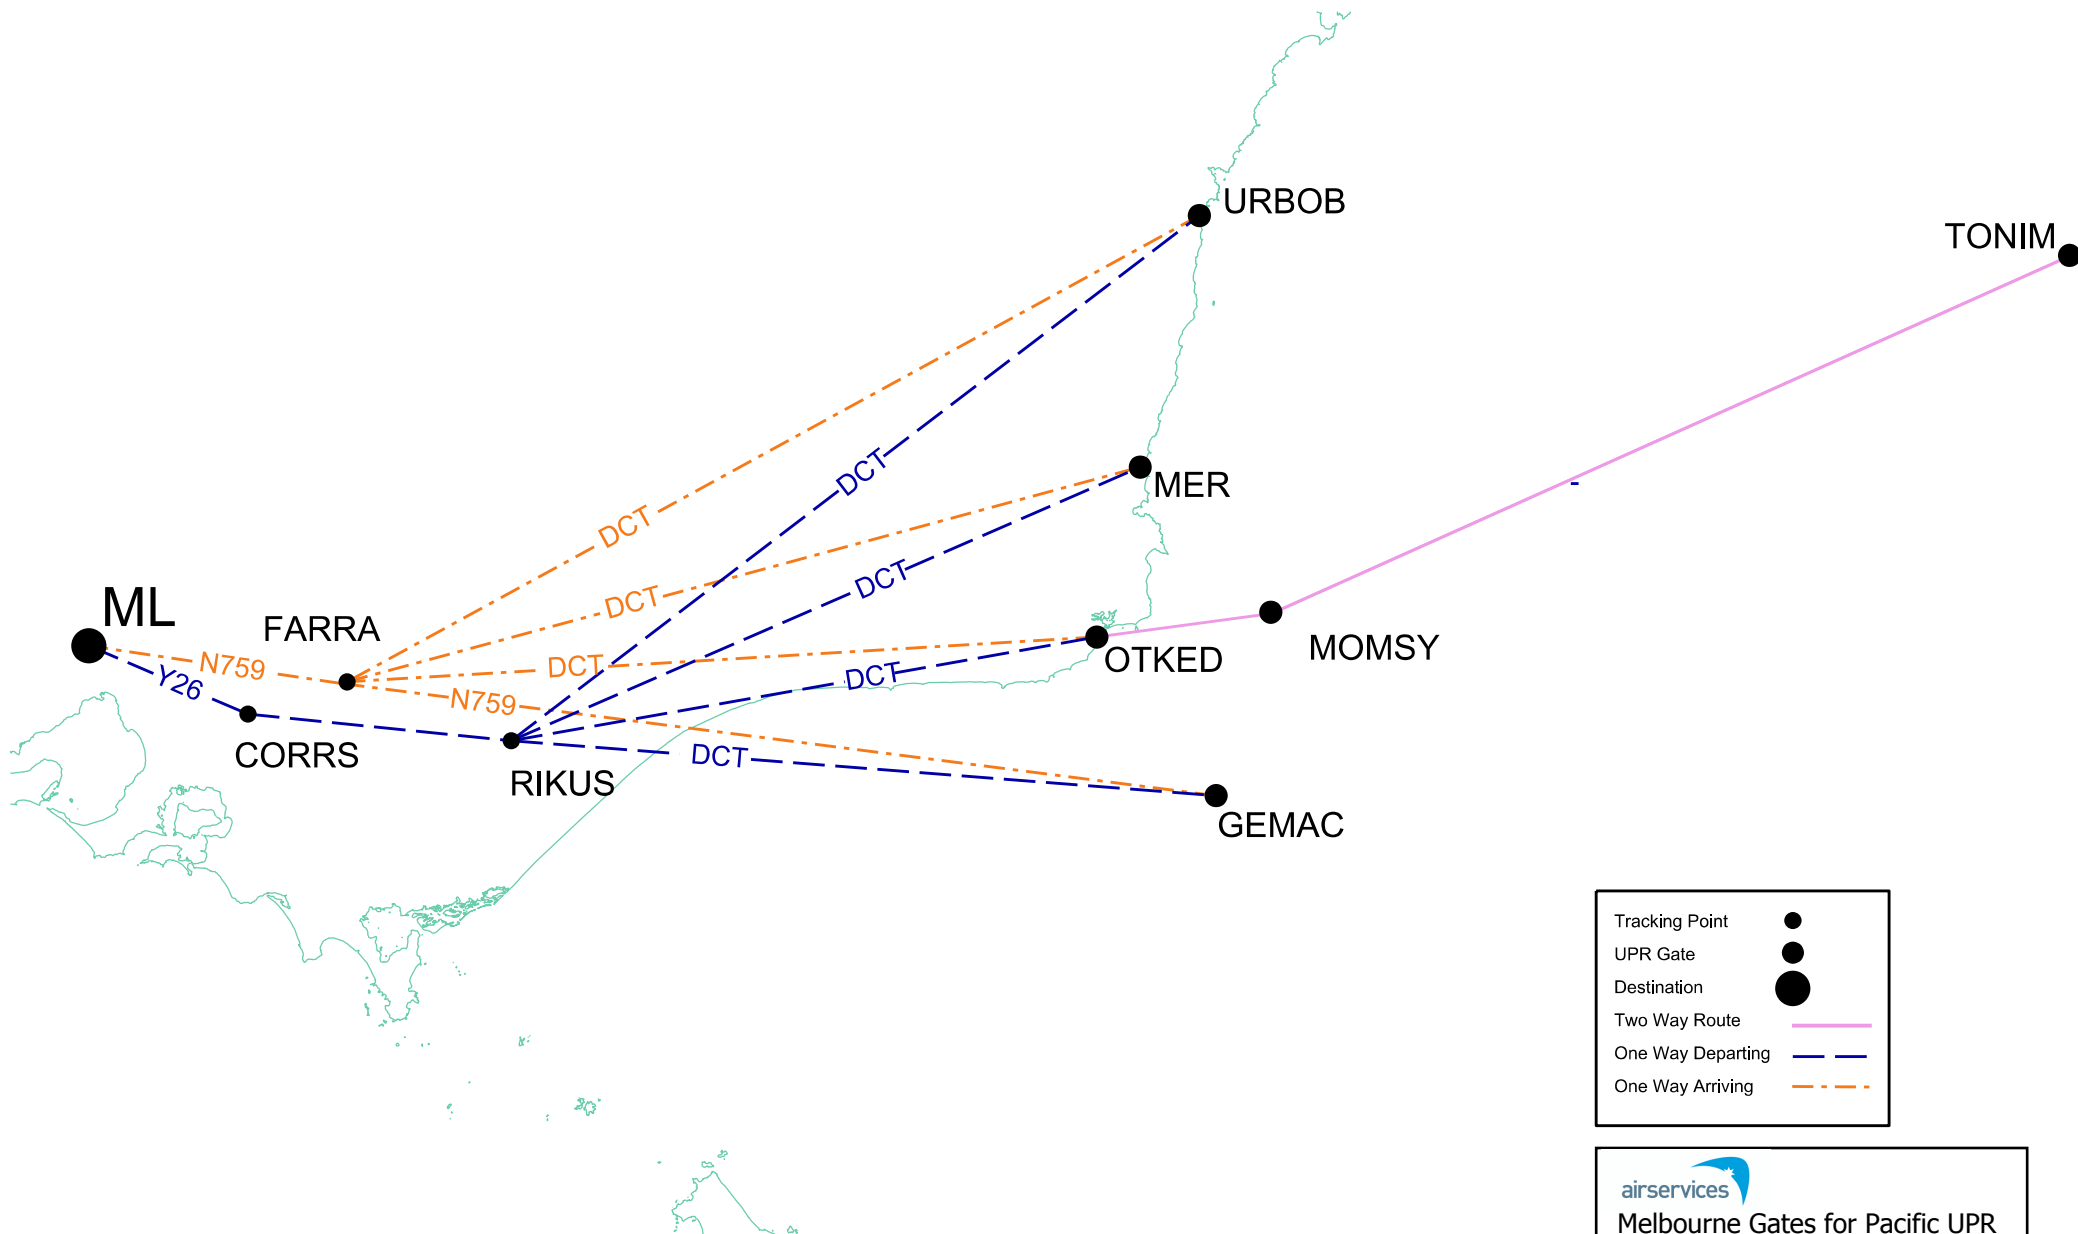 URBOB
TONIM
DCT
MER
DCT
-
DCT
DCT
ML
FARRA
MOMSY
OTKED
N759
DCT
DCT
Y26
N759
CORRS
DCT
RIKUS
GEMAC
Tracking Point
UPR Gate
Destination
Two Way Route
One Way Departing
One Way Arriving
airservices
Melbourne Gates for Pacific UPR